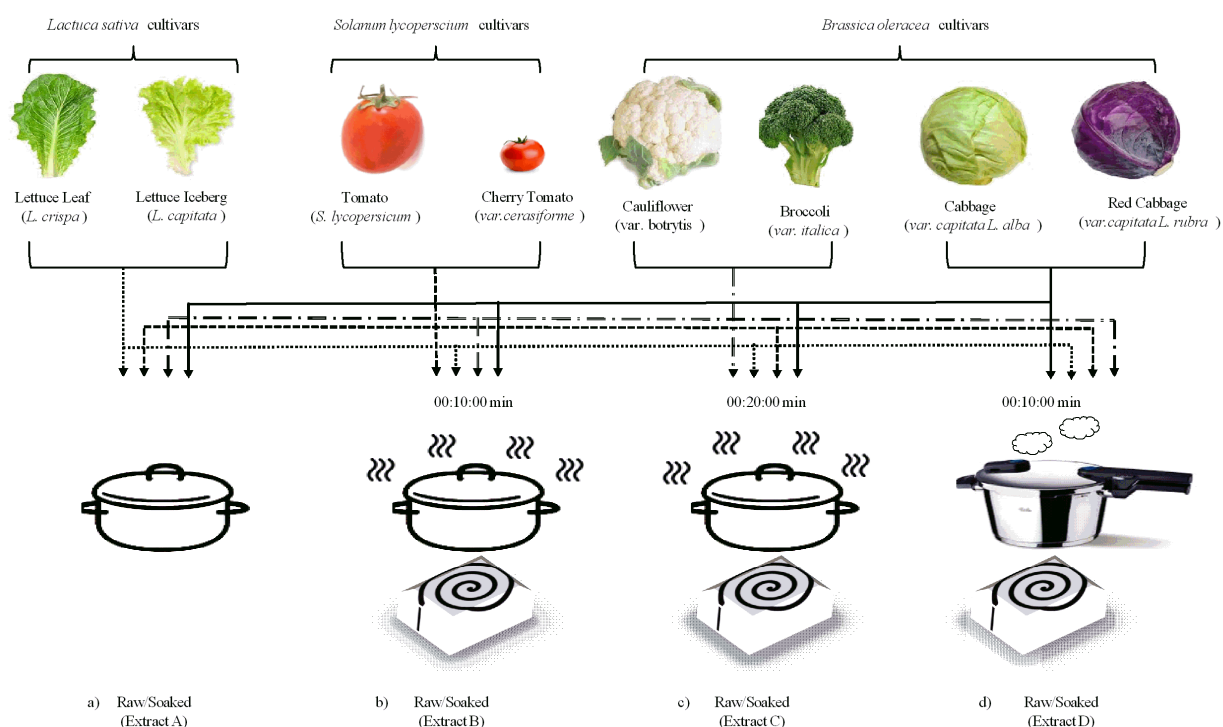 Lactuca sativa cultivars
Solanum lycoperscium cultivars
Brassica oleracea cultivars
Lettuce Leaf
(L. crispa )
Lettuce Iceberg
(L. capitata )
Tomato
(S. lycopersicum )
Cherry Tomato
(var.cerasiforme )
Cauliflower
(var. botrytis )
Broccoli
(var. italica )
Cabbage
(var. capitata L. alba )
Red Cabbage
(var.capitata L. rubra )
00:10:00 min
00:20:00 min
00:10:00 min
a) Raw/Soaked
(Extract A)
b) Raw/Soaked
(Extract B)
c) Raw/Soaked
(Extract C)
d) Raw/Soaked
(Extract D)